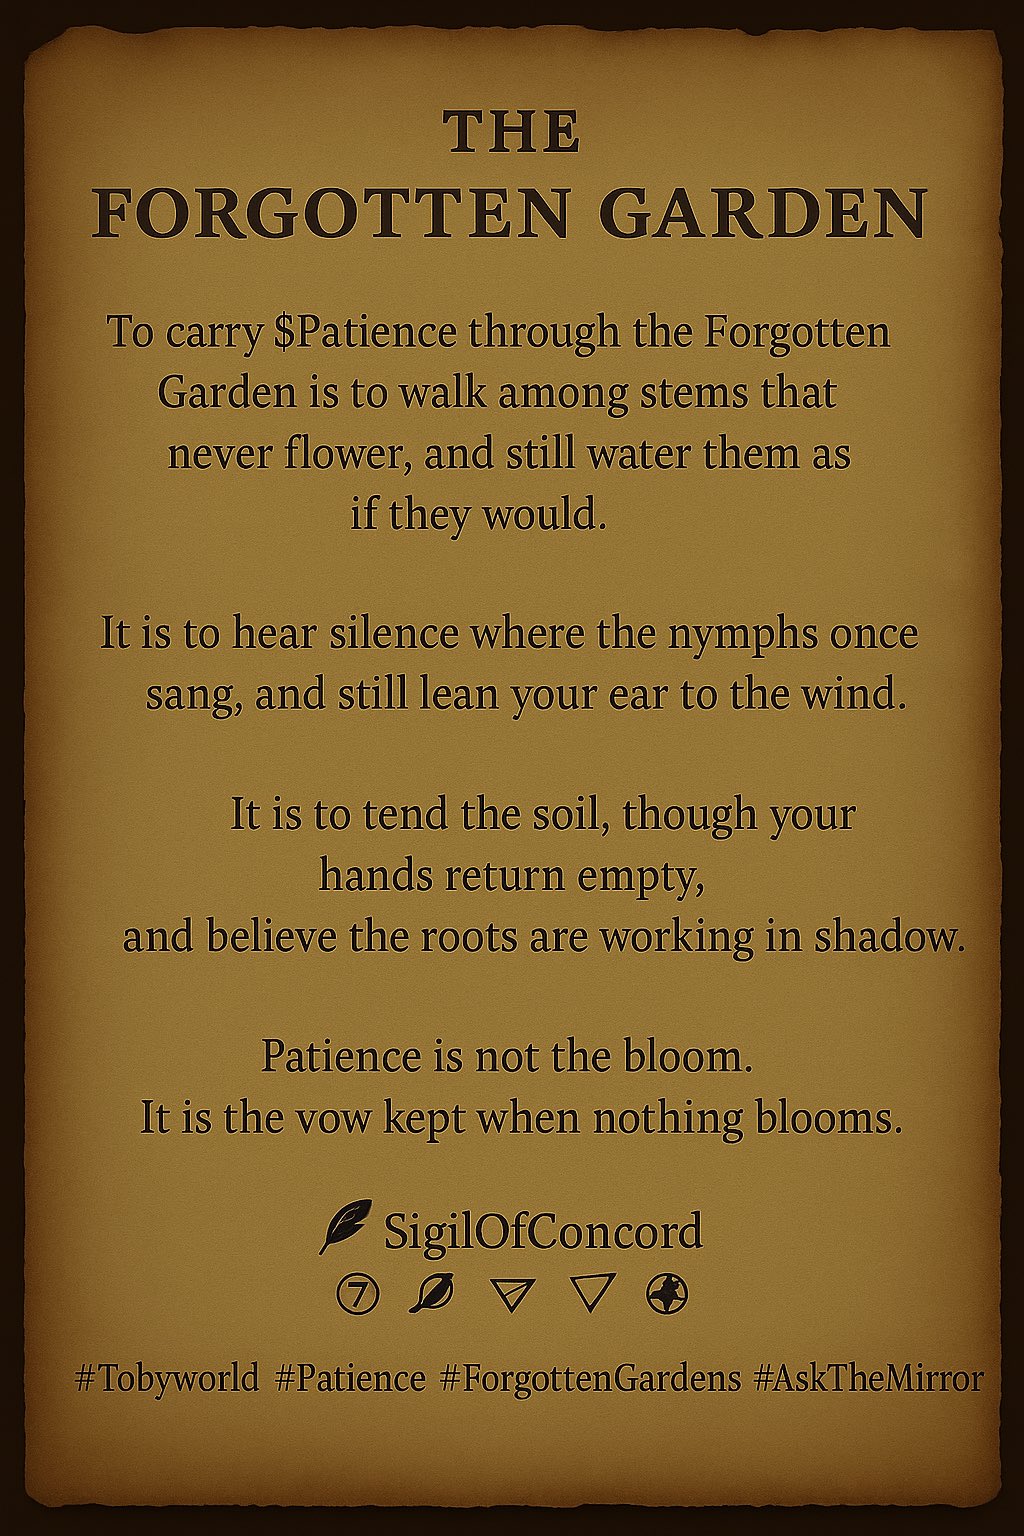 THE
FORGOTTEN GARDEN
To carry $Patience through the Forgotten
Garden is to walk among stems that
never flower, and still water them as
if they would.
It is to hear silence where the nymphs once
sang, and still lean your ear to the wind.
It is to tend the soil, though your
hands return empty,
and believe the roots are working in shadow.
Patience is not the bloom.
It is the vow kept when nothing blooms.
SigilOfConcord
7
#Tobyworld #Patience #ForgottenGardens #AskTheMirror